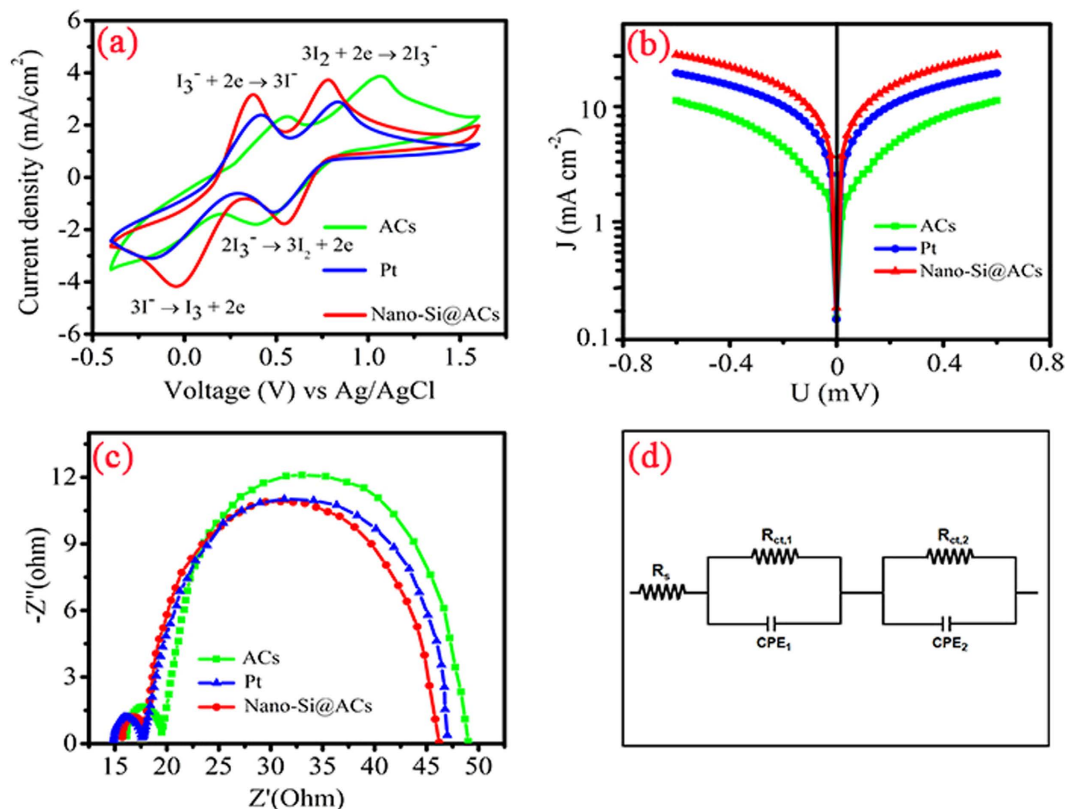 (a)
3I₂ + 2e → 2I₃⁻
I₃⁻ + 2e → 3I⁻
2I₃⁻ → 3I₂ + 2e
3I⁻ → I₃ + 2e
ACs
Pt
Nano-Si@ACs
6
4
2
0
-2
-4
-6
Current density (mA/cm²)
-0.5 0.0 0.5 1.0 1.5
Voltage (V) vs Ag/AgCl
(b)
10
1
0.1
J (mA cm⁻²)
ACs
Pt
Nano-Si@ACs
-0.8 -0.4 0 0.4 0.8
U (mV)
(c)
12
9
6
3
0
-Z"(ohm)
ACs
Pt
Nano-Si@ACs
15 20 25 30 35 40 45 50
Z'(Ohm)
(d)
Rct,1 Rct,2
Rs
CPE₁ CPE₂